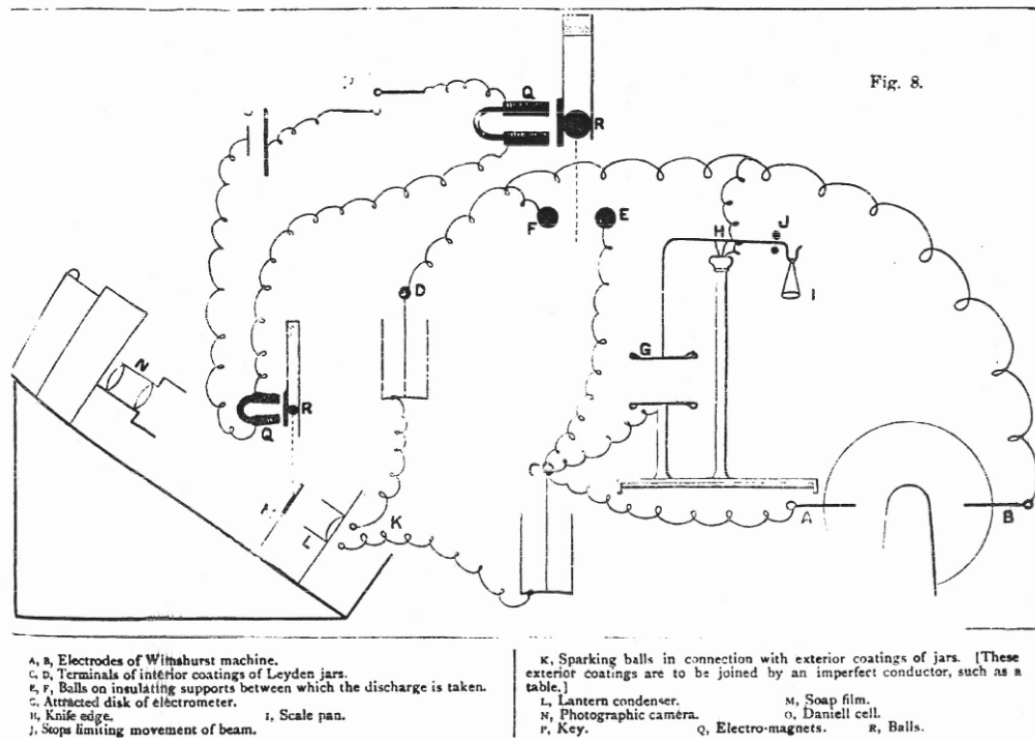 Fig. 8.
Q
R
F
E
H
J
I
D
G
N
R
Q
A
B
K
L
A, B, Electrodes of Wimshurst machine.
C, D, Terminals of interior coatings of Leyden jars.
E, F, Balls on insulating supports between which the discharge is taken.
G, Attracted disk of electrometer.
H, Knife edge. I, Scale pan.
J, Stops limiting movement of beam.
K, Sparking balls in connection with exterior coatings of jars. [These
exterior coatings are to be joined by an imperfect conductor, such as a
table.]
L, Lantern condenser. M, Soap film.
N, Photographic camera. O, Daniell cell.
P, Key. Q, Electro-magnets. R, Balls.